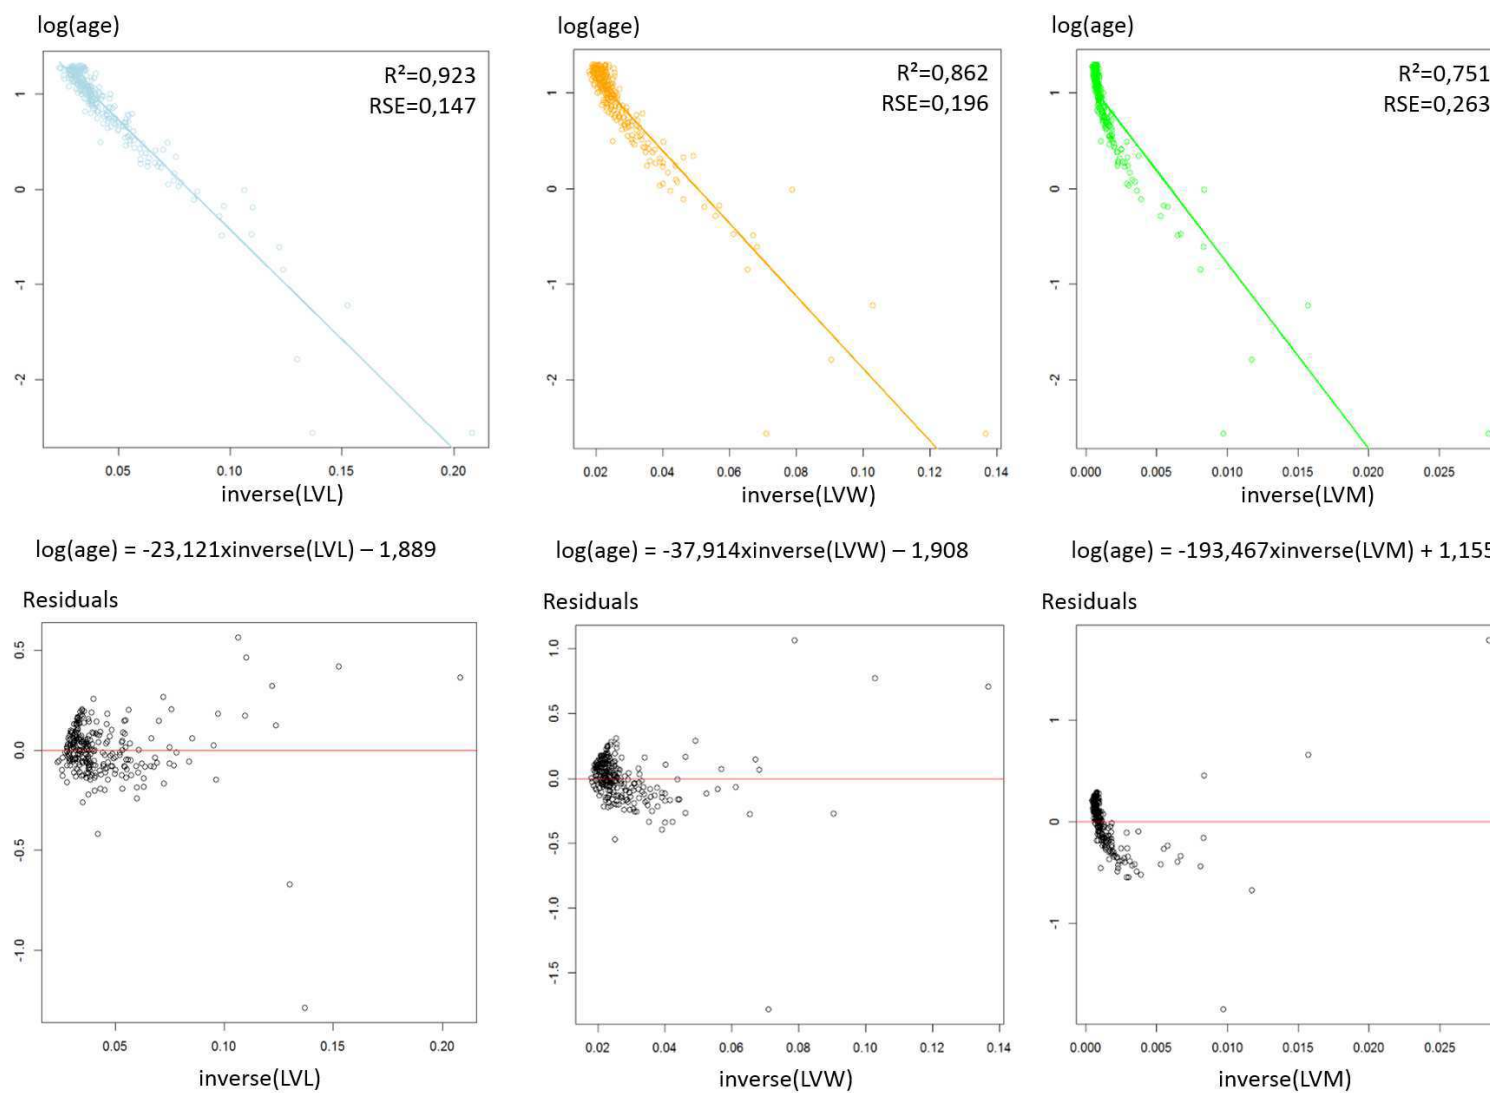 log(age)
log(age)
log(age)
R²=0,923
RSE=0,147
R²=0,862
RSE=0,196
R²=0,751
RSE=0,263
1
0
-1
-2
1
0
-1
-2
1
0
-1
-2
0.05 0.10 0.15 0.20
0.02 0.04 0.06 0.08 0.10 0.12 0.14
0.000 0.005 0.010 0.015 0.020 0.025
inverse(LVL)
inverse(LVW)
inverse(LVM)
log(age) = -23,121xinverse(LVL) – 1,889
log(age) = -37,914xinverse(LVW) – 1,908
log(age) = -193,467xinverse(LVM) + 1,155
Residuals
Residuals
Residuals
0.5
0.0
-0.5
-1.0
1.0
0.5
0.0
-0.5
-1.0
-1.5
1
0
-1
0.05 0.10 0.15 0.20
0.02 0.04 0.06 0.08 0.10 0.12 0.14
0.000 0.005 0.010 0.015 0.020 0.025
inverse(LVL)
inverse(LVW)
inverse(LVM)